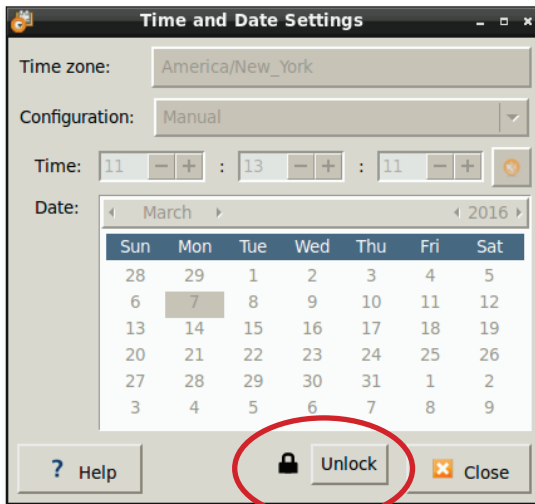 Time and Date Settings
Time zone: America/New_York
Configuration: Manual
Time: 11 - + : 13 - + : 11 - +
Date: March 2016
Sun Mon Tue Wed Thu Fri Sat
28 29 1 2 3 4 5
6 7 8 9 10 11 12
13 14 15 16 17 18 19
20 21 22 23 24 25 26
27 28 29 30 31 1 2
3 4 5 6 7 8 9
? Help Unlock Close